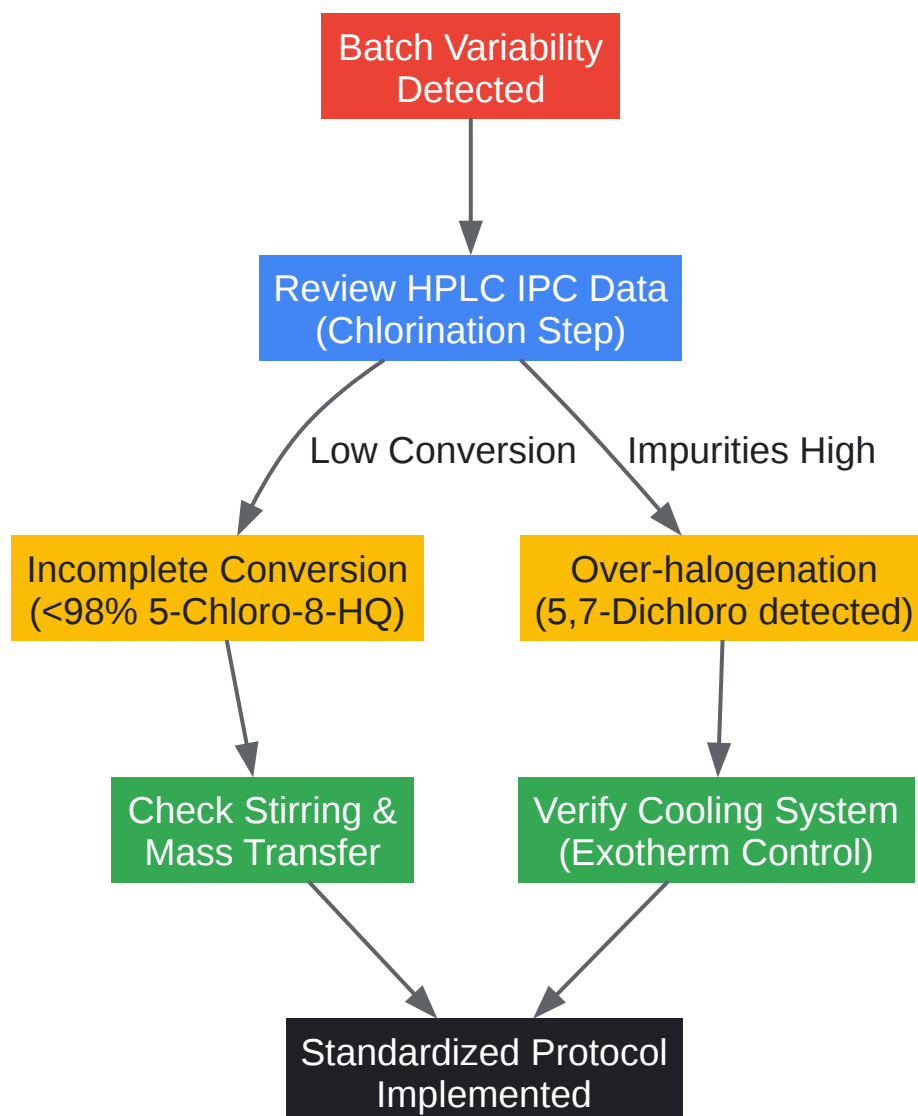 Batch Variability
Detected
Review HPLC IPC Data
(Chlorination Step)
Low Conversion
Impurities High
Incomplete Conversion
(<98% 5-Chloro-8-HQ)
Over-halogenation
(5,7-Dichloro detected)
Check Stirring &
Mass Transfer
Verify Cooling System
(Exotherm Control)
Standardized Protocol
Implemented